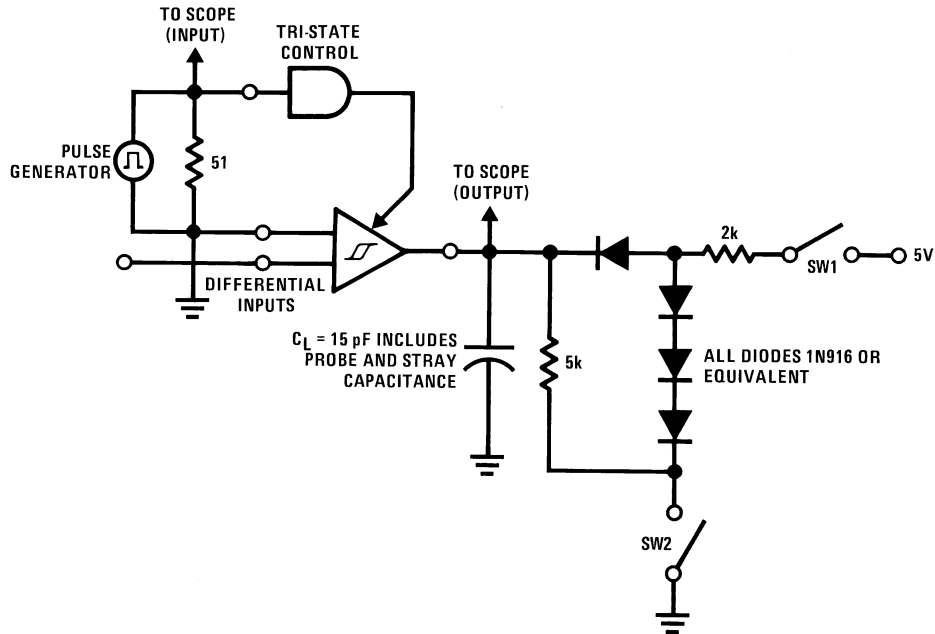 TO SCOPE
(INPUT)
TRI-STATE
CONTROL
PULSE
GENERATOR
51
TO SCOPE
(OUTPUT)
2k
SW1
5V
DIFFERENTIAL
INPUTS
CL = 15 pF INCLUDES
PROBE AND STRAY
CAPACITANCE
5k
ALL DIODES 1N916 OR
EQUIVALENT
SW2